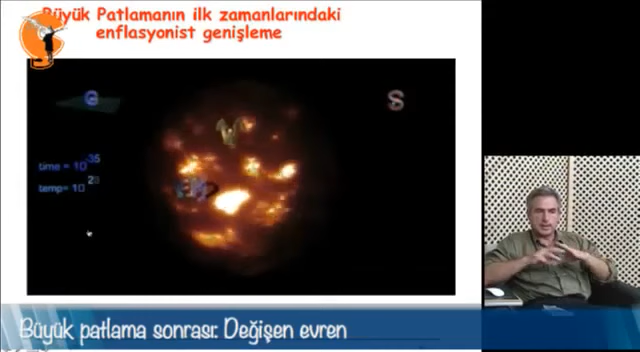 Büyük Patlamanın ilk zamanlarındaki
enflasyonist genişleme
G
S
time = 10^-35
temp= 10^28
Büyük patlama sonrası: Değişen evren